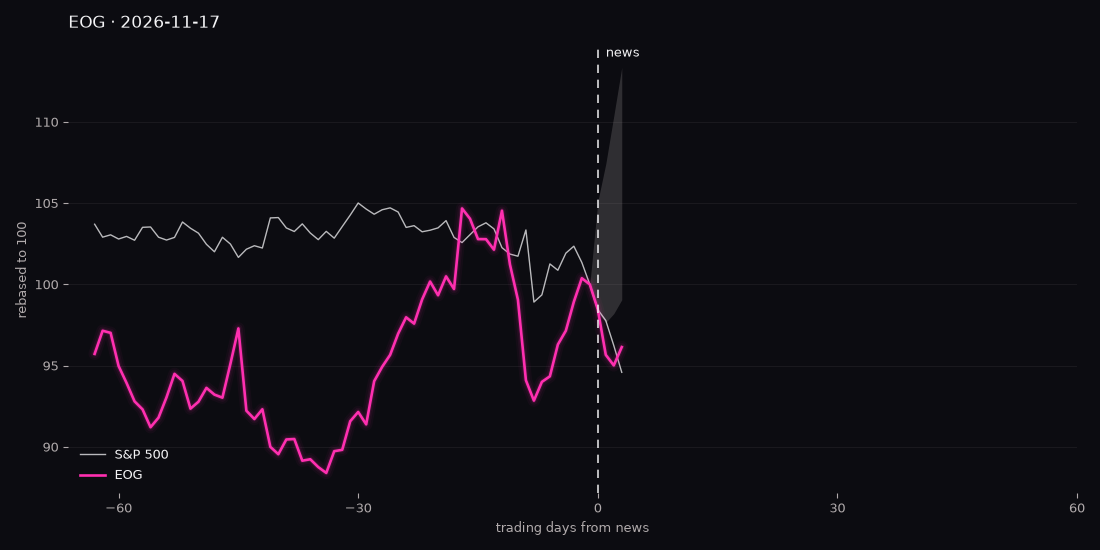 EOG · 2026-11-17
news
110
105
100
95
90
rebased to 100
S&P 500
EOG
−60
−30
0
30
60
trading days from news